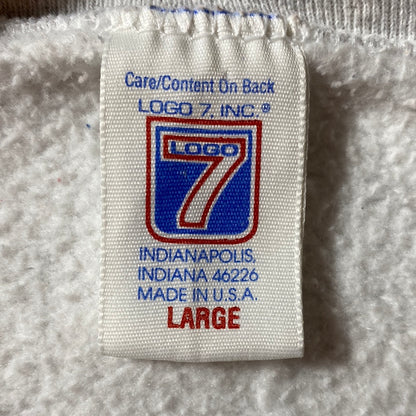 Care/Content On Back
LOGO 7, INC.®
LOGO
7
INDIANAPOLIS,
INDIANA 46226
MADE IN U.S.A.
LARGE